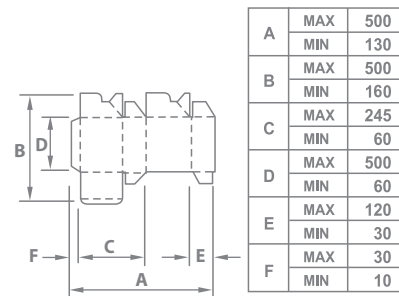 B
D
F
C
E
A
A MAX 500
MIN 130
B MAX 500
MIN 160
C MAX 245
MIN 60
D MAX 500
MIN 60
E MAX 120
MIN 30
F MAX 30
MIN 10